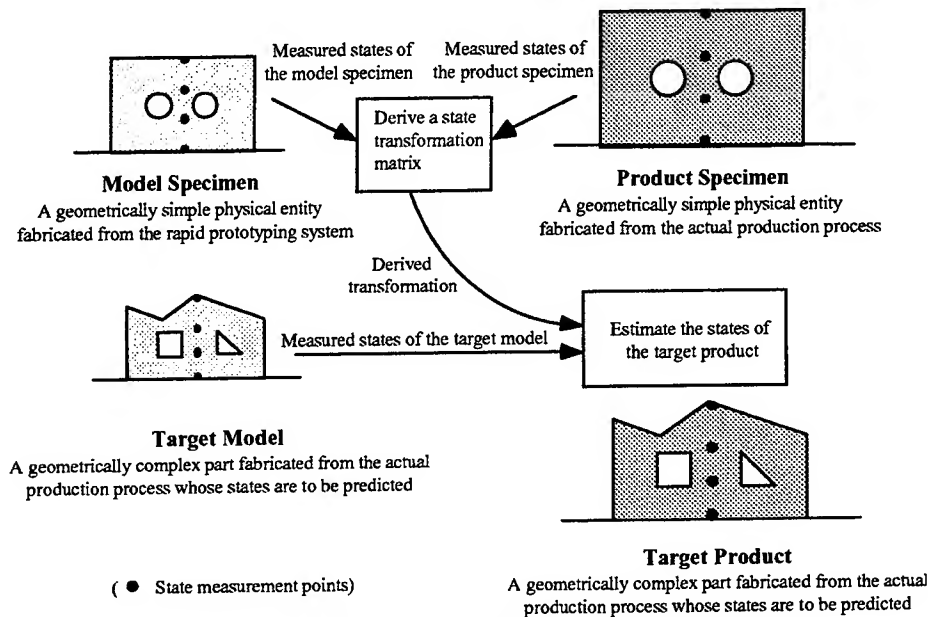 Measured states of
the model specimen
Measured states of
the product specimen
Derive a state
transformation
matrix
Model Specimen
A geometrically simple physical entity
fabricated from the rapid prototyping system
Product Specimen
A geometrically simple physical entity
fabricated from the actual production process
Derived
transformation
Measured states of the target model
Estimate the states of
the target product
Target Model
A geometrically complex part fabricated from the actual
production process whose states are to be predicted
Target Product
A geometrically complex part fabricated from the actual
production process whose states are to be predicted
( ● State measurement points)